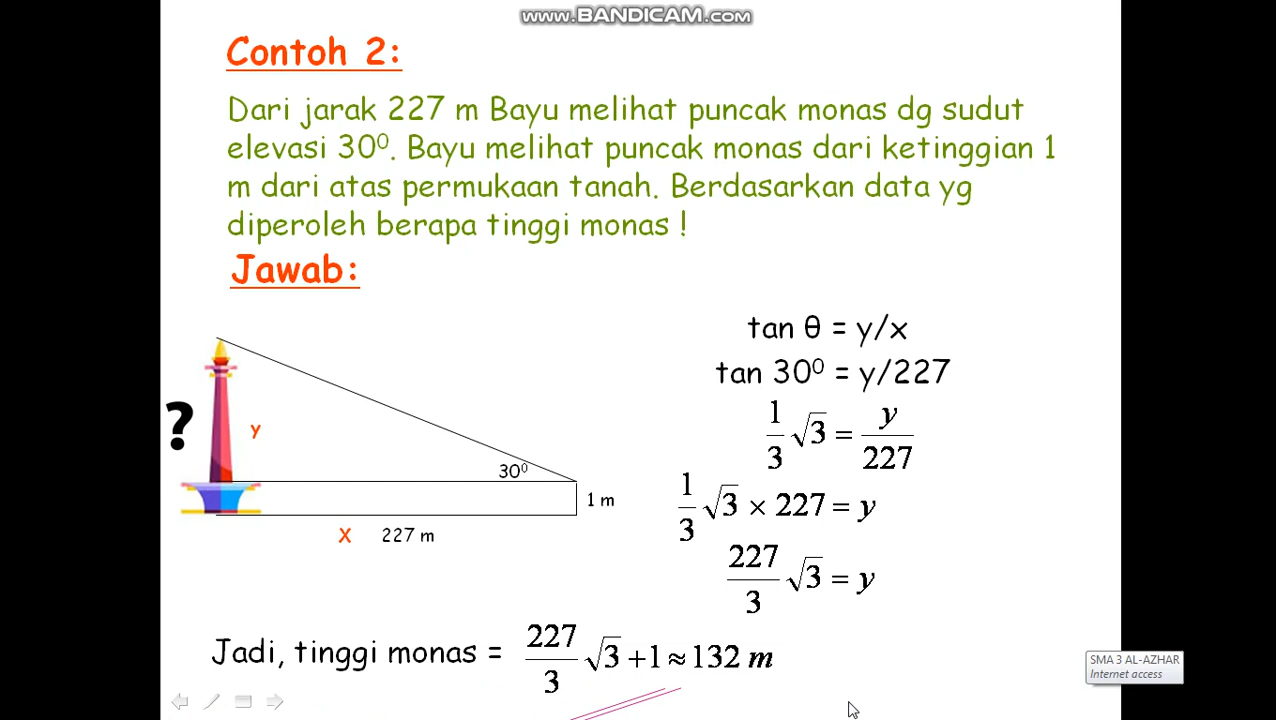 www.BANDICAM.com
Contoh 2:
Dari jarak 227 m Bayu melihat puncak monas dg sudut
elevasi 30⁰. Bayu melihat puncak monas dari ketinggian 1
m dari atas permukaan tanah. Berdasarkan data yg
diperoleh berapa tinggi monas !
Jawab:
tan θ = y/x
tan 30⁰ = y/227
1/3 √3 = y/227
1/3 √3 × 227 = y
227/3 √3 = y
?
y
30⁰
1 m
X 227 m
Jadi, tinggi monas = 227/3 √3 + 1 ≈ 132 m
SMA 3 AL-AZHAR
Internet access